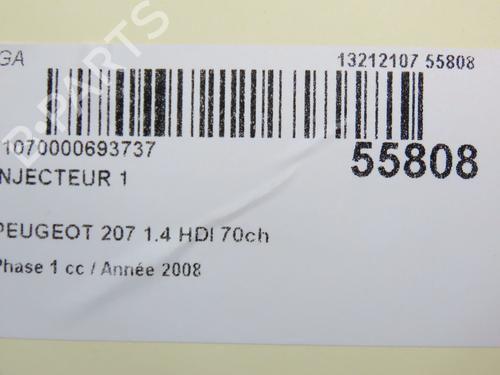 GA
13212107 55808
1070000693737
55808
NJECTEUR 1
PEUGEOT 207 1.4 HDI 70ch
Phase 1 cc / Année 2008
B-PARTS